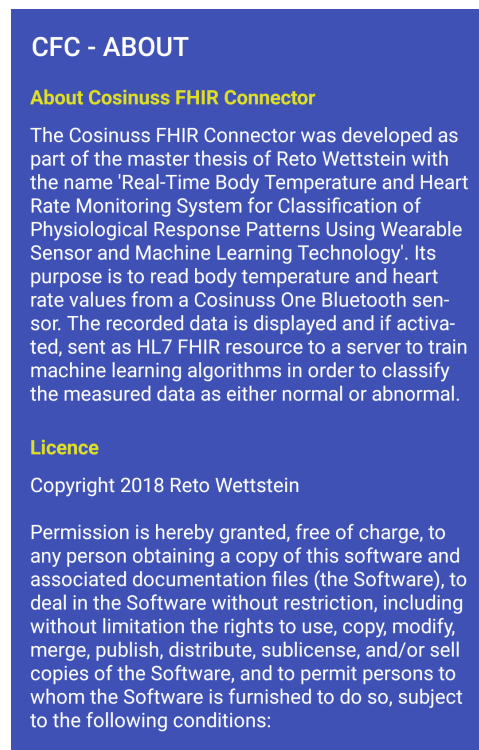 CFC - ABOUT
About Cosinuss FHIR Connector
The Cosinuss FHIR Connector was developed as
part of the master thesis of Reto Wettstein with
the name 'Real-Time Body Temperature and Heart
Rate Monitoring System for Classification of
Physiological Response Patterns Using Wearable
Sensor and Machine Learning Technology'. Its
purpose is to read body temperature and heart
rate values from a Cosinuss One Bluetooth sen-
sor. The recorded data is displayed and if activa-
ted, sent as HL7 FHIR resource to a server to train
machine learning algorithms in order to classify
the measured data as either normal or abnormal.
Licence
Copyright 2018 Reto Wettstein
Permission is hereby granted, free of charge, to
any person obtaining a copy of this software and
associated documentation files (the Software), to
deal in the Software without restriction, including
without limitation the rights to use, copy, modify,
merge, publish, distribute, sublicense, and/or sell
copies of the Software, and to permit persons to
whom the Software is furnished to do so, subject
to the following conditions: